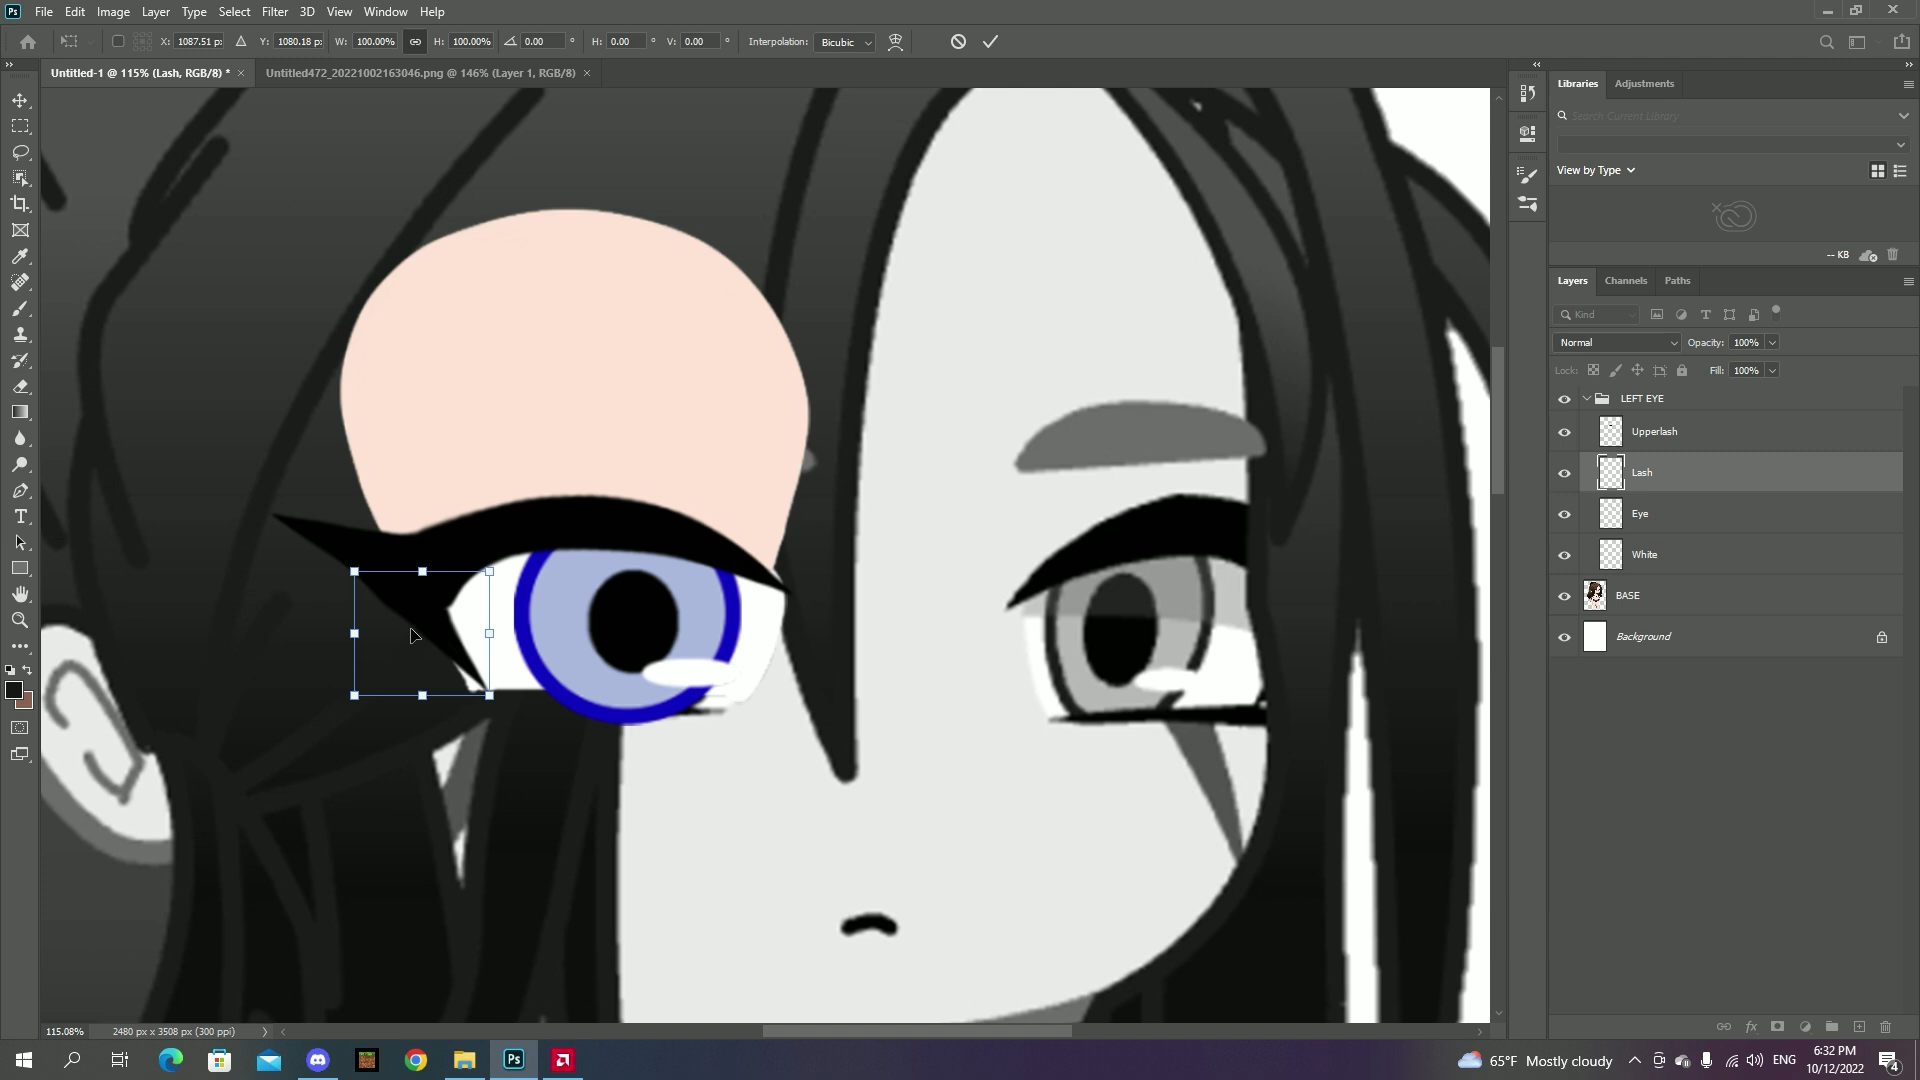 Ps File Edit Image Layer Type Select Filter 3D View Window Help
X: 1087.51 p: Y: 1080.18 p: W: 100.00% H: 100.00% 0.00 ° H: 0.00 ° V: 0.00 ° Interpolation: Bicubic
Untitled-1 @ 115% (Lash, RGB/8) * × Untitled472_20221002163046.png @ 146% (Layer 1, RGB/8) ×
Libraries Adjustments
Search Current Library
View by Type
-- KB
Layers Channels Paths
Kind
Normal Opacity: 100%
Lock: Fill: 100%
LEFT EYE
Upperlash
Lash
Eye
White
BASE
Background
115.08% 2480 px x 3508 px (300 ppi)
Ps 65°F Mostly cloudy ENG 6:32 PM
10/12/2022 4